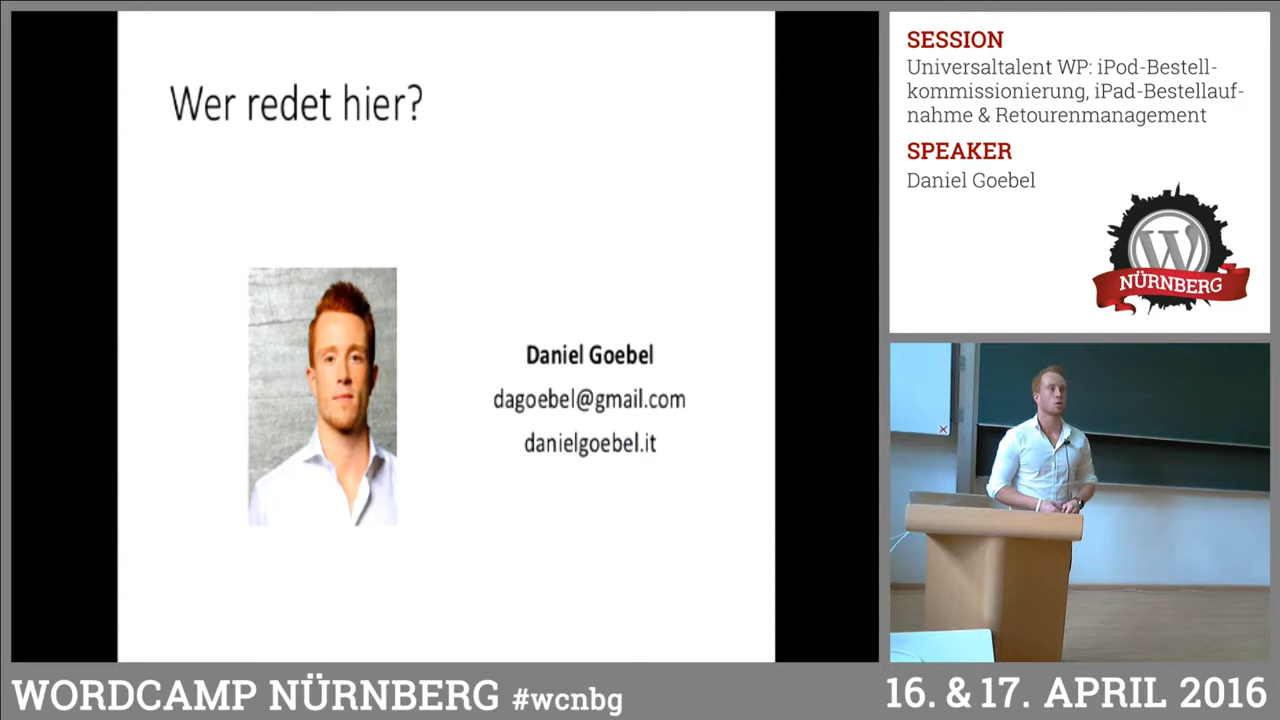 Wer redet hier?
Daniel Goebel
dagoebel@gmail.com
danielgoebel.it
SESSION
Universaltalent WP: iPod-Bestell-
kommissionierung, iPad-Bestellauf-
nahme & Retourenmanagement
SPEAKER
Daniel Goebel
W
NÜRNBERG
WORDCAMP NÜRNBERG #wcnbg
16. & 17. APRIL 2016